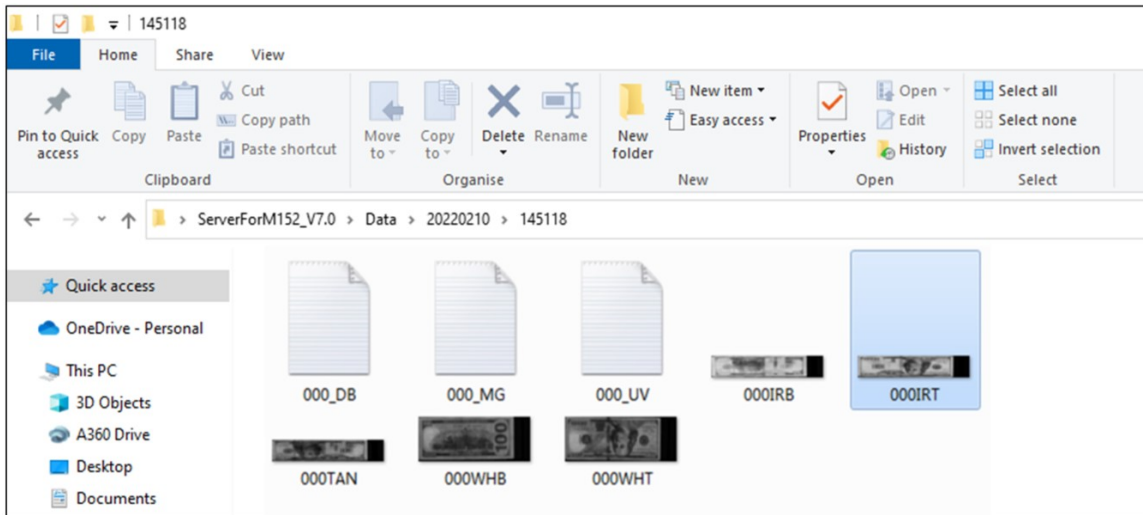 145118
File Home Share View
Pin to Quick access
Copy
Paste
Cut
Copy path
Paste shortcut
Clipboard
Move to
Copy to
Delete
Rename
Organise
New folder
New item
Easy access
New
Properties
Open
Edit
History
Open
Select all
Select none
Invert selection
Select
ServerForM152_V7.0 > Data > 20220210 > 145118
Quick access
OneDrive - Personal
This PC
3D Objects
A360 Drive
Desktop
Documents
000_DB 000_MG 000_UV 000IRB 000IRT
100
000TAN 000WHB 000WHT